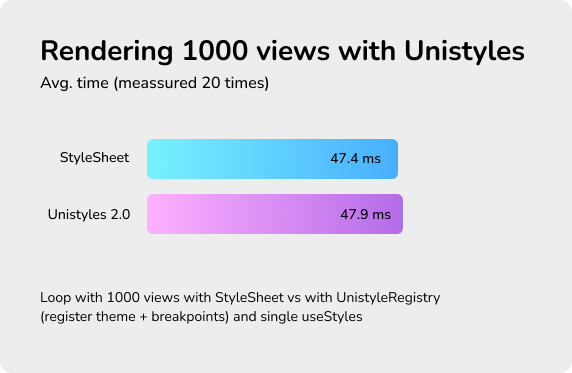 Rendering 1000 views with Unistyles
Avg. time (meassured 20 times)
StyleSheet
47.4 ms
Unistyles 2.0
47.9 ms
Loop with 1000 views with StyleSheet vs with UnistyleRegistry
(register theme + breakpoints) and single useStyles